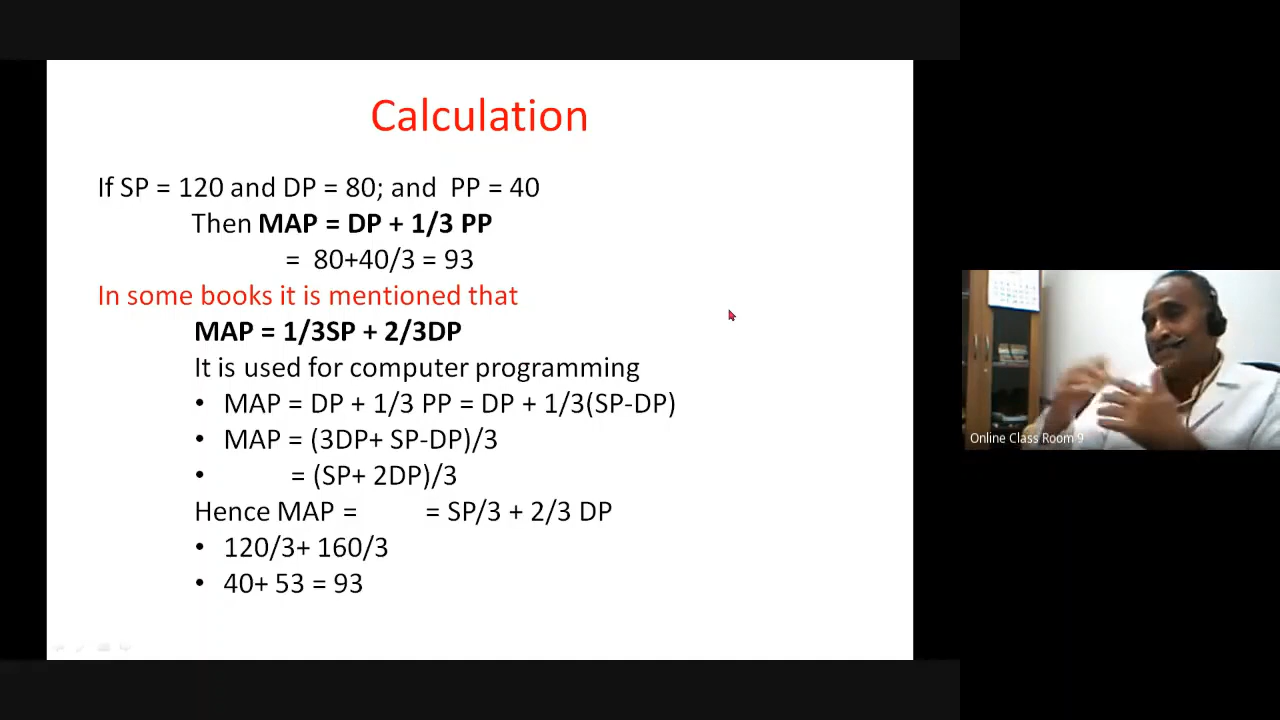 Calculation
If SP = 120 and DP = 80; and PP = 40
Then MAP = DP + 1/3 PP
= 80+40/3 = 93
In some books it is mentioned that
MAP = 1/3SP + 2/3DP
It is used for computer programming
• MAP = DP + 1/3 PP = DP + 1/3(SP-DP)
• MAP = (3DP+ SP-DP)/3
• = (SP+ 2DP)/3
Hence MAP = = SP/3 + 2/3 DP
• 120/3+ 160/3
• 40+ 53 = 93
Online Class Room 9